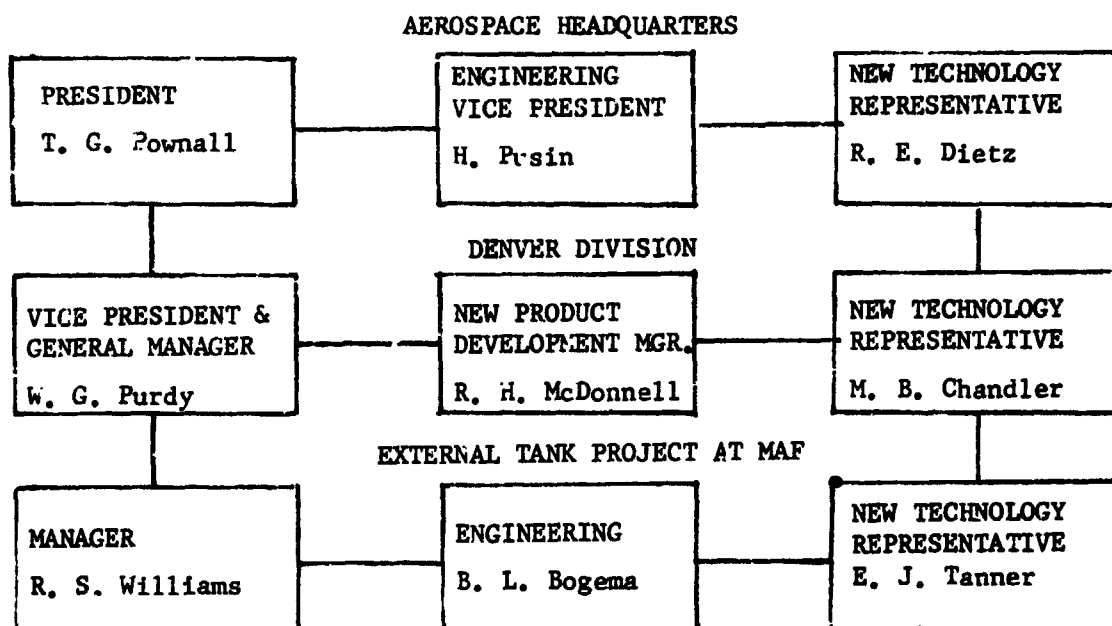 AEROSPACE HEADQUARTERS
PRESIDENT
T. G. Pownall
ENGINEERING
VICE PRESIDENT
H. Pusin
NEW TECHNOLOGY
REPRESENTATIVE
R. E. Dietz
DENVER DIVISION
VICE PRESIDENT &
GENERAL MANAGER
W. G. Purdy
NEW PRODUCT
DEVELOPMENT MGR.
R. H. McDonnell
NEW TECHNOLOGY
REPRESENTATIVE
M. B. Chandler
EXTERNAL TANK PROJECT AT MAF
MANAGER
R. S. Williams
ENGINEERING
B. L. Bogema
NEW TECHNOLOGY
REPRESENTATIVE
E. J. Tanner